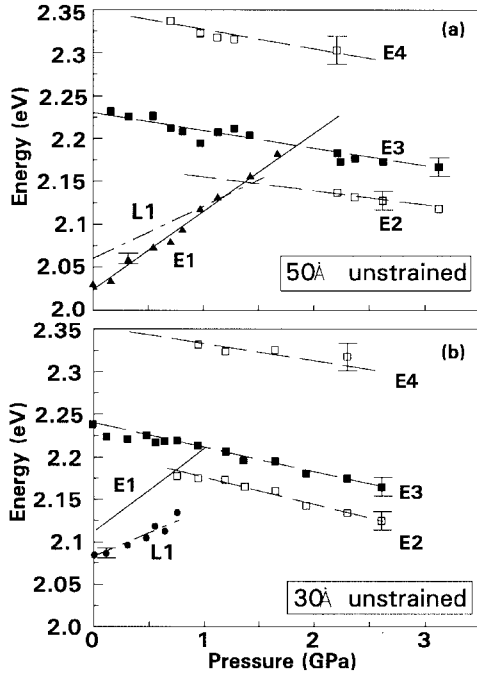 2.35
(a)
E4
2.3
2.25
E3
2.2
2.15
L1
E2
2.1
E1
2.05
50Å unstrained
2.0
Energy (eV)
2.35
(b)
E4
2.3
2.25
2.2
E1
E3
2.15
E2
L1
2.1
2.05
30Å unstrained
2.0
Energy (eV)
0 1 2 3
Pressure (GPa)